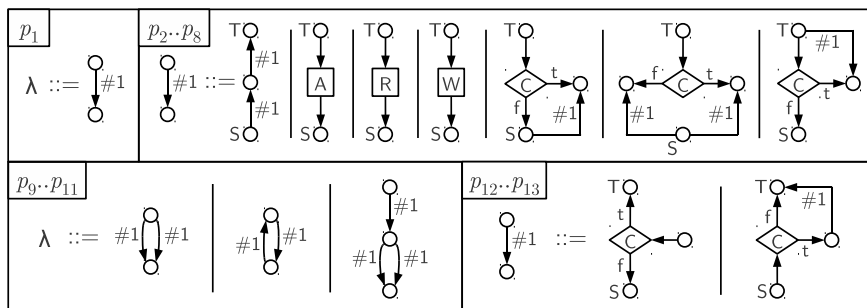 p1 p2..p8
λ ::= #1
#1 ::= T #1 #1 S
T A S
T R S
T W S
T C t f #1 S
T C f t #1 #1 S
T C #1 t f S
p9..p11 p12..p13
λ ::= #1 #1
#1 #1
#1 #1 #1
#1 ::= T t C f S
T f C t #1 S